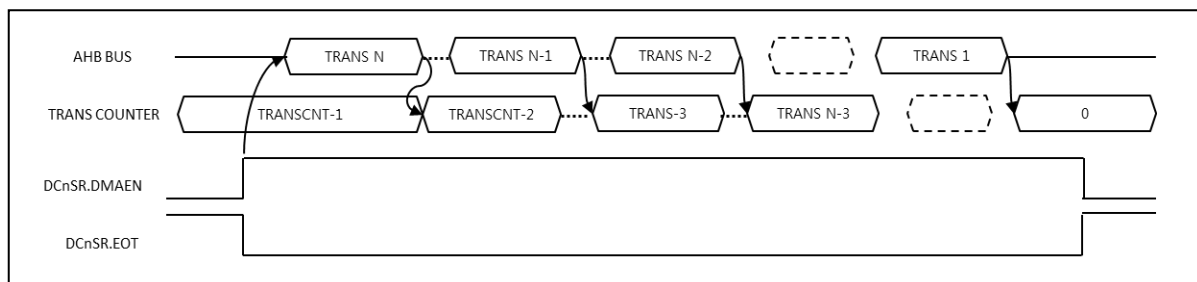 AHB BUS
TRANS N
TRANS N-1
TRANS N-2
TRANS 1
TRANS COUNTER
TRANSCNT-1
TRANSCNT-2
TRANS-3
TRANS N-3
0
DCnSR.DMAEN
DCnSR.EOT